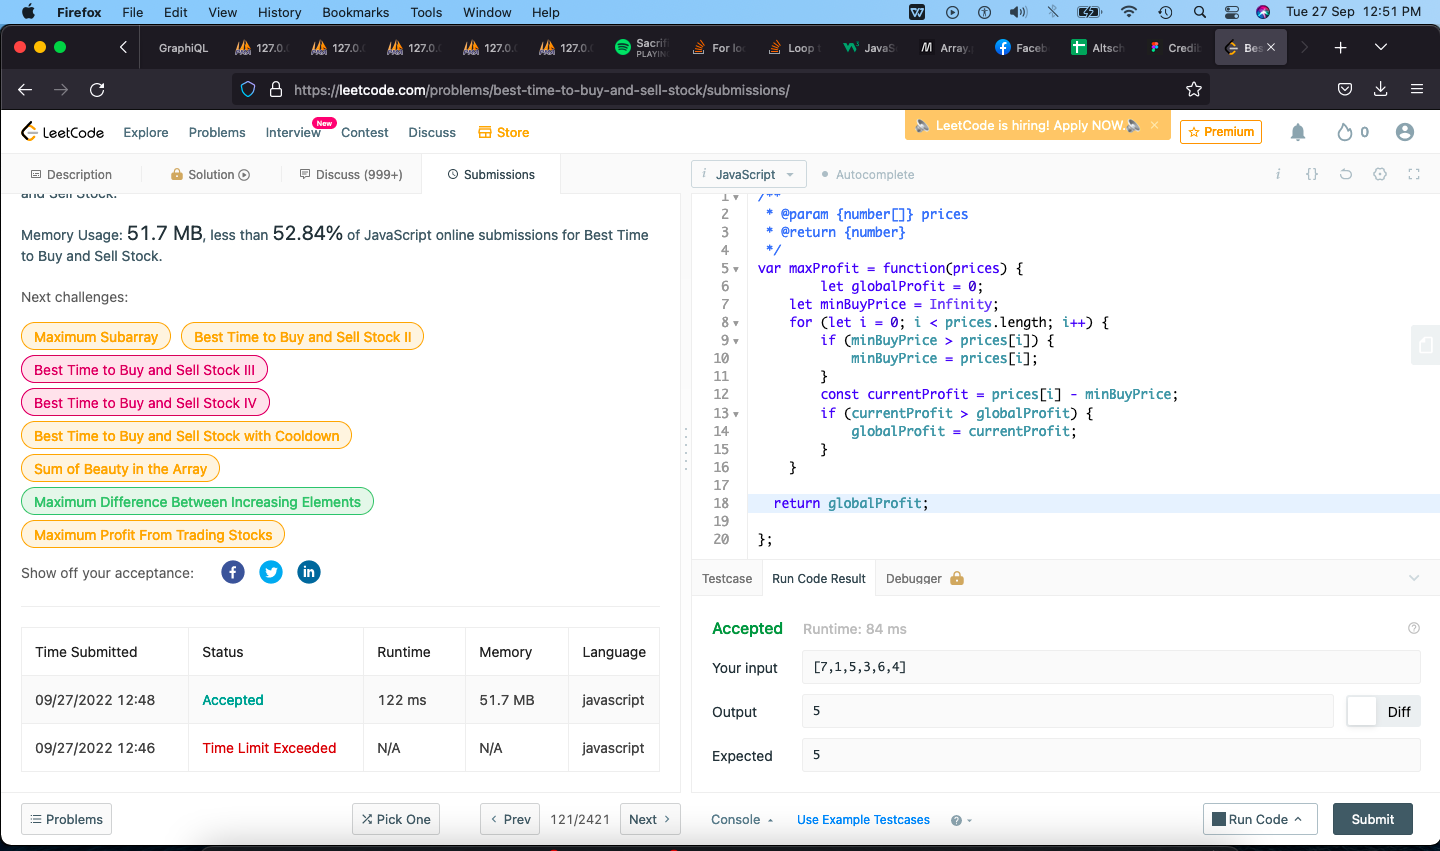 Firefox File Edit View History Bookmarks Tools Window Help Tue 27 Sep 12:51 PM
GraphiQL 127.0. 127.0. 127.0. 127.0. 127.0. Sacrifi PLAYING For lo Loop JavaS Array. Faceb Altsch Credi Bes
https://leetcode.com/problems/best-time-to-buy-and-sell-stock/submissions/
LeetCode Explore Problems Interview New Contest Discuss Store LeetCode is hiring! Apply NOW. × Premium 0
Description Solution Discuss (999+) Submissions
and Sell Stock.
Memory Usage: 51.7 MB, less than 52.84% of JavaScript online submissions for Best Time
to Buy and Sell Stock.
Next challenges:
Maximum Subarray Best Time to Buy and Sell Stock II
Best Time to Buy and Sell Stock III
Best Time to Buy and Sell Stock IV
Best Time to Buy and Sell Stock with Cooldown
Sum of Beauty in the Array
Maximum Difference Between Increasing Elements
Maximum Profit From Trading Stocks
Show off your acceptance:
Time Submitted Status Runtime Memory Language
09/27/2022 12:48 Accepted 122 ms 51.7 MB javascript
09/27/2022 12:46 Time Limit Exceeded N/A N/A javascript
Problems Pick One Prev 121/2421 Next
i JavaScript Autocomplete i {}
1 /**
2 * @param {number[]} prices
3 * @return {number}
4 */
5 var maxProfit = function(prices) {
6 let globalProfit = 0;
7 let minBuyPrice = Infinity;
8 for (let i = 0; i < prices.length; i++) {
9 if (minBuyPrice > prices[i]) {
10 minBuyPrice = prices[i];
11 }
12 const currentProfit = prices[i] - minBuyPrice;
13 if (currentProfit > globalProfit) {
14 globalProfit = currentProfit;
15 }
16 }
17
18 return globalProfit;
19
20 };
Testcase Run Code Result Debugger
Accepted Runtime: 84 ms
Your input [7,1,5,3,6,4]
Output 5 Diff
Expected 5
Console Use Example Testcases Run Code Submit